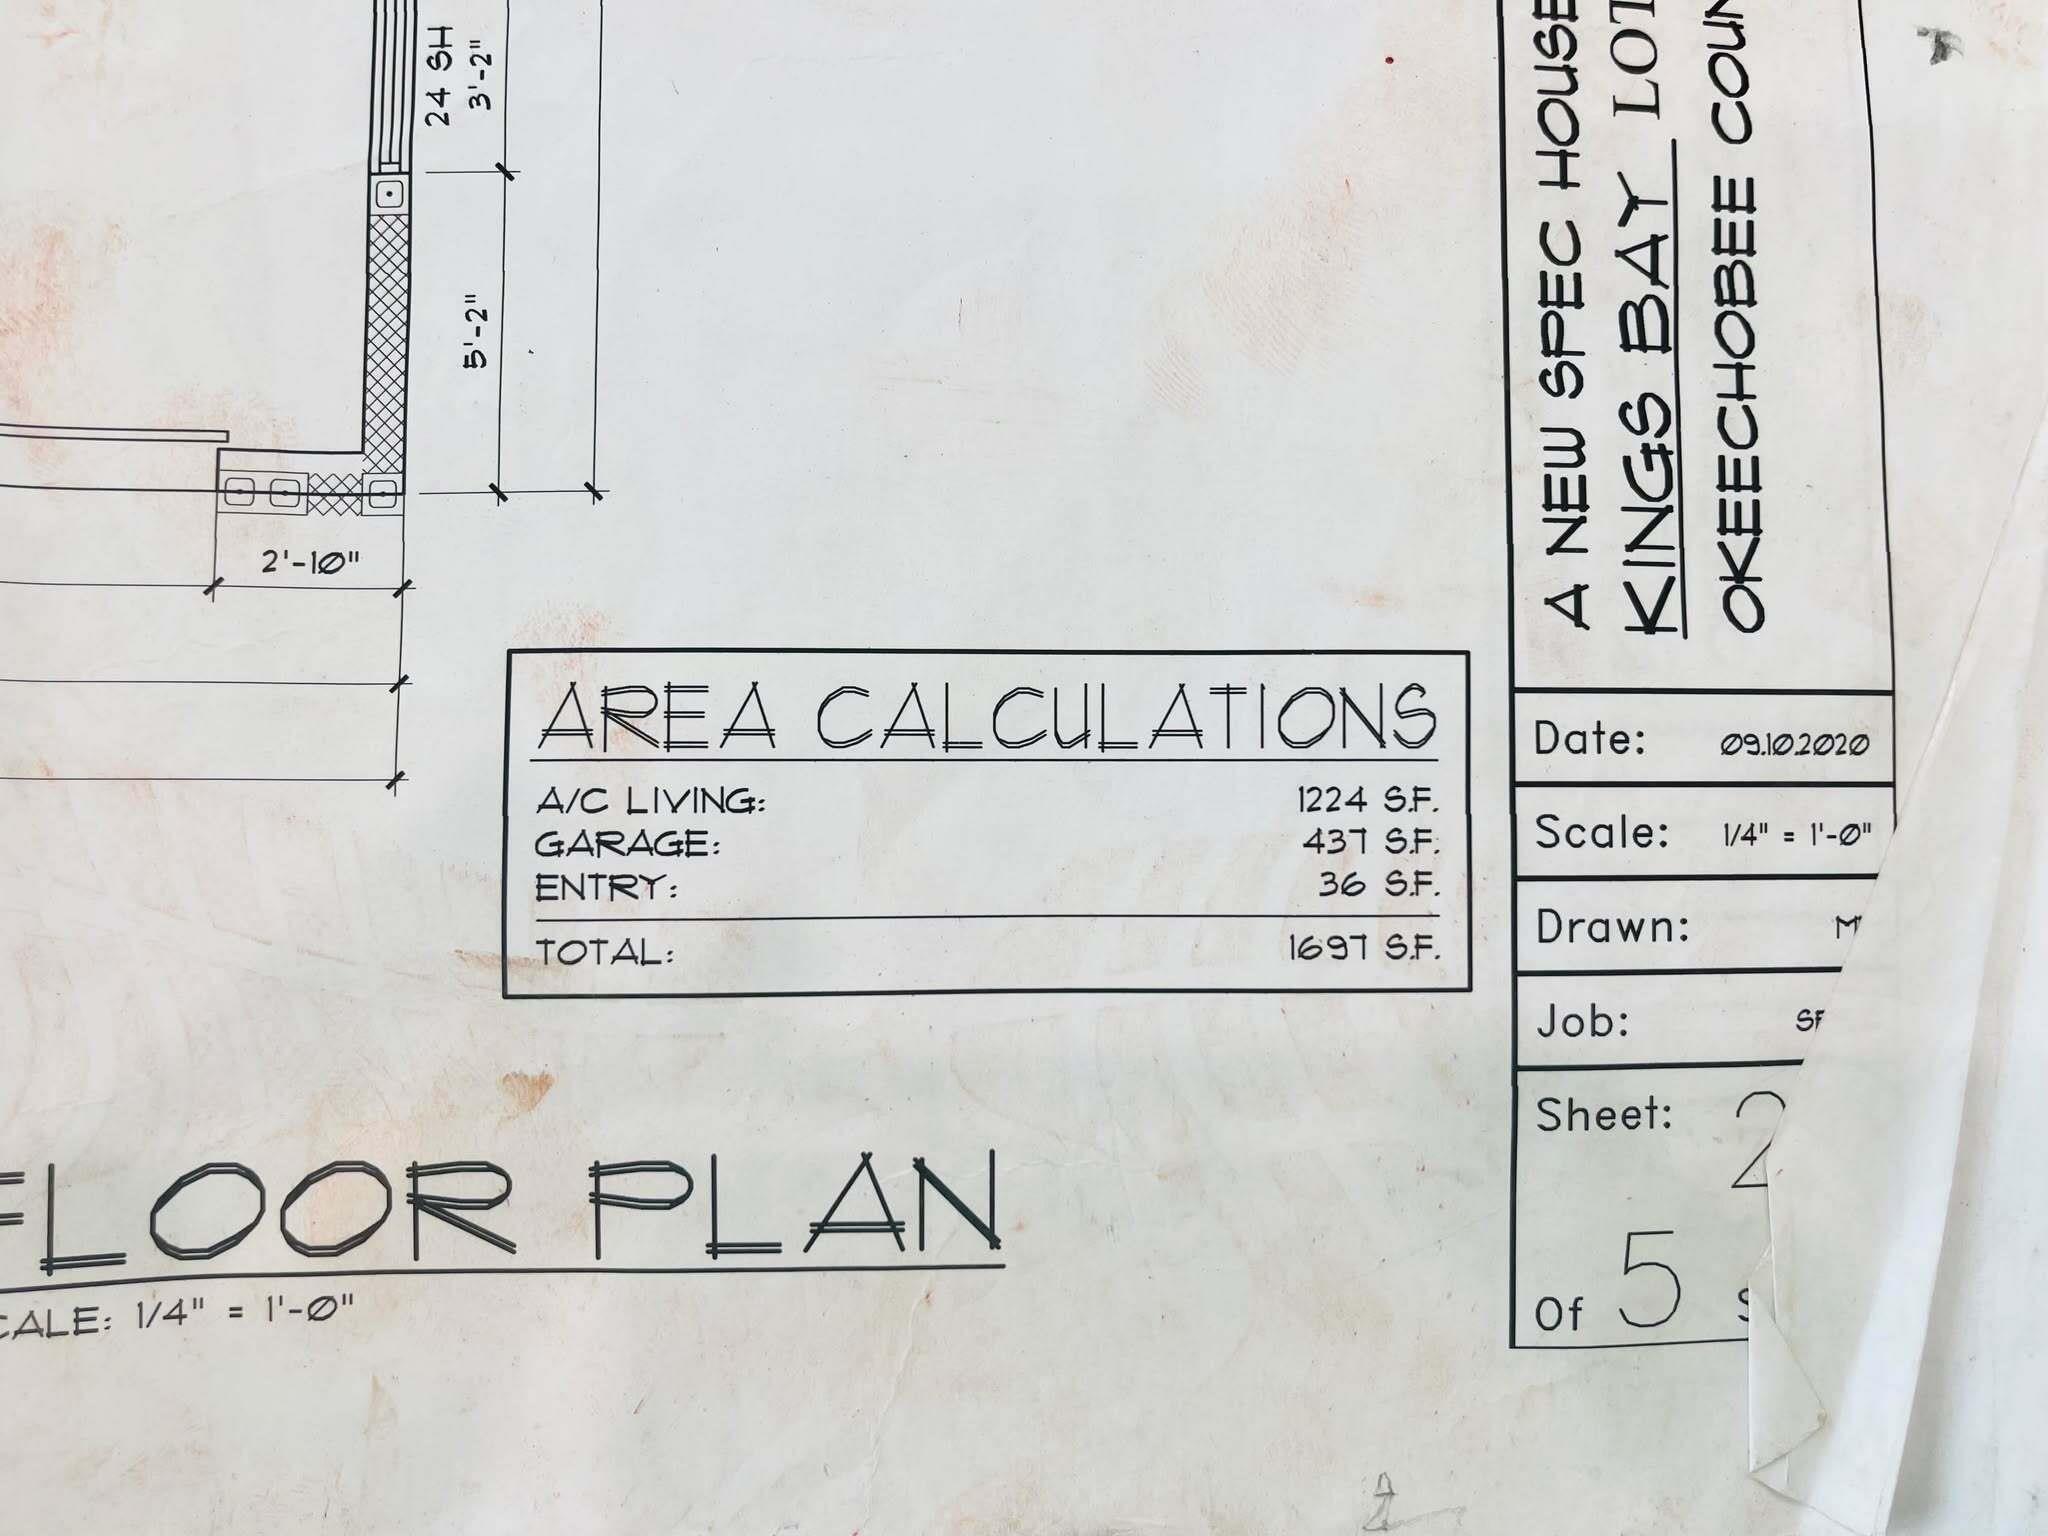 24 SH
3'-2"
5'-2"
2'-10"
A NEW SPEC HOUSE
KINGS BAY LOT
OKEECHOBEE COUN
AREA CALCULATIONS
A/C LIVING: 1224 S.F.
GARAGE: 437 S.F.
ENTRY: 36 S.F.
TOTAL: 1697 S.F.
Date: 09.10.2020
Scale: 1/4" = 1'-0"
Drawn:
Job:
Sheet: 2
Of 5
FLOOR PLAN
SCALE: 1/4" = 1'-0"